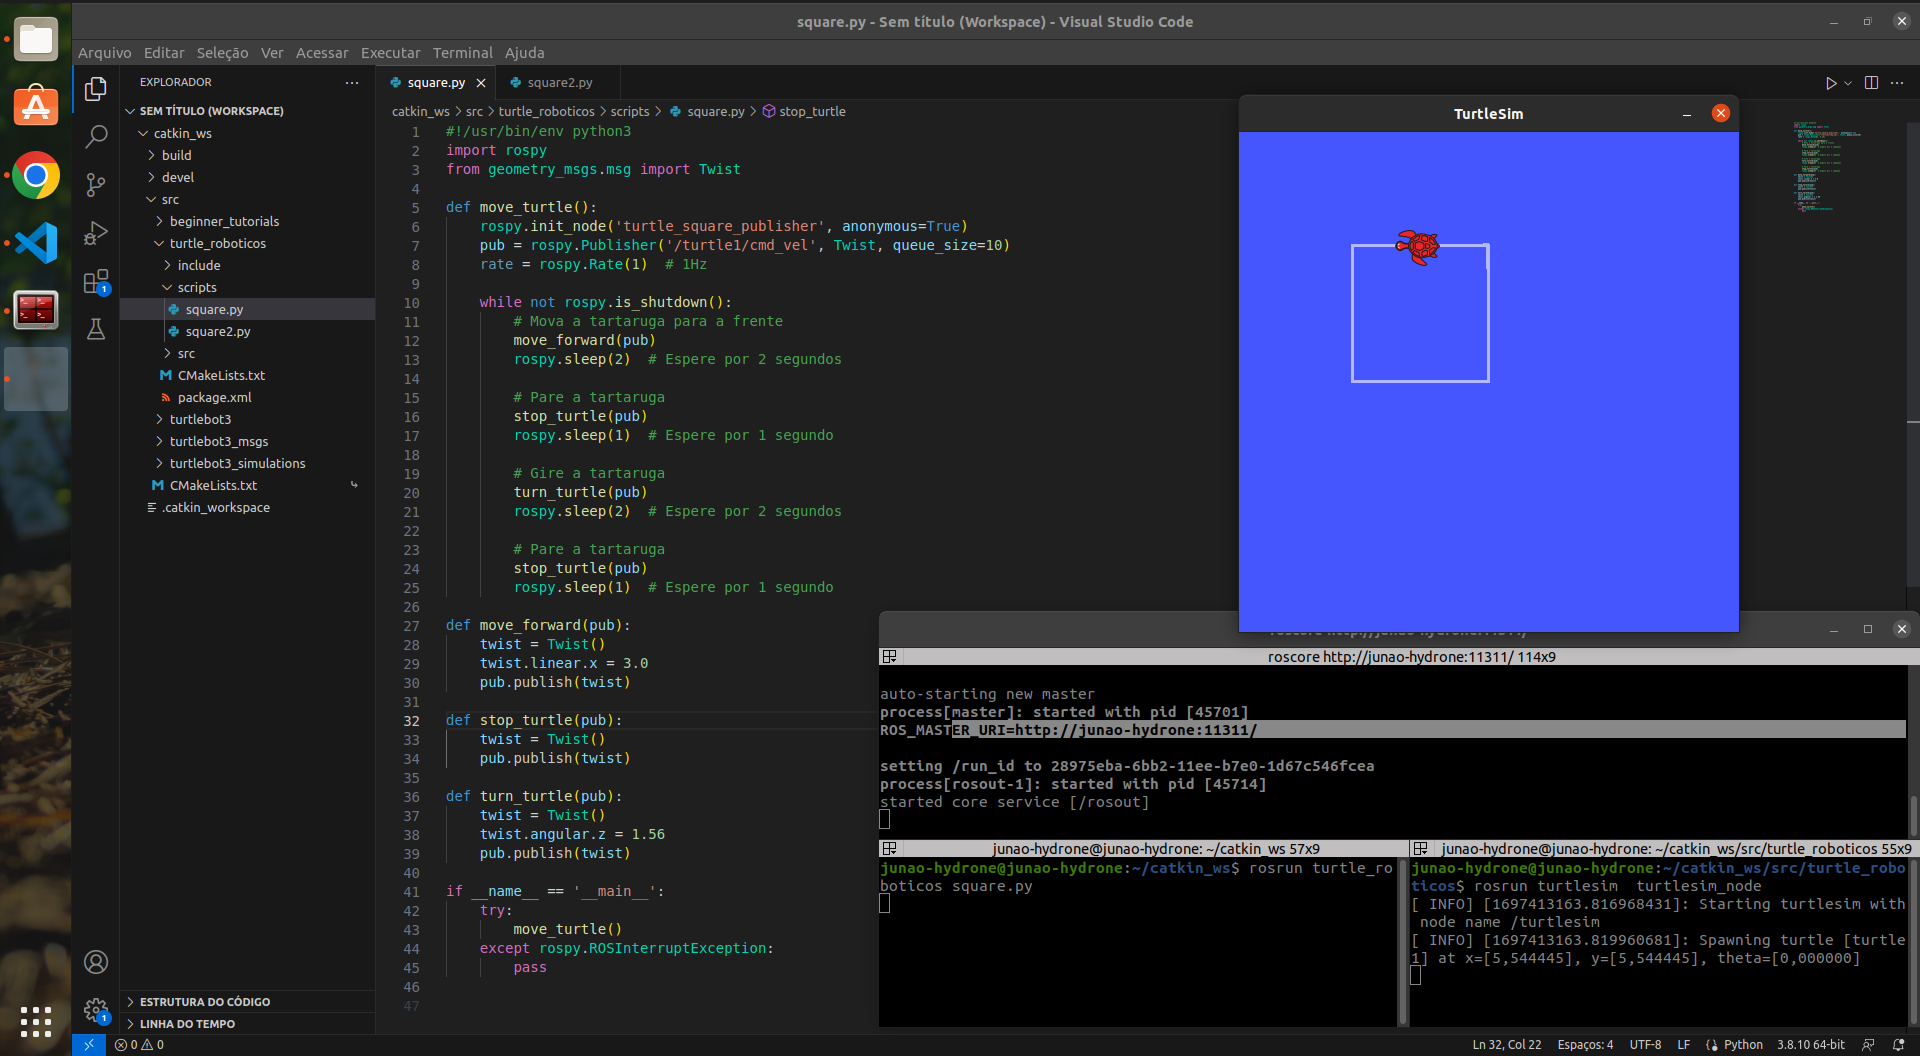 square.py - Sem título (Workspace) - Visual Studio Code
Arquivo Editar Seleção Ver Acessar Executar Terminal Ajuda
EXPLORADOR
SEM TÍTULO (WORKSPACE)
catkin_ws
build
devel
src
beginner_tutorials
turtle_roboticos
include
scripts
square.py
square2.py
src
CMakeLists.txt
package.xml
turtlebot3
turtlebot3_msgs
turtlebot3_simulations
CMakeLists.txt
.catkin_workspace
ESTRUTURA DO CÓDIGO
LINHA DO TEMPO
1
1
square.py square2.py
catkin_ws > src > turtle_roboticos > scripts > square.py > stop_turtle
1 #!/usr/bin/env python3
2 import rospy
3 from geometry_msgs.msg import Twist
4
5 def move_turtle():
6 rospy.init_node('turtle_square_publisher', anonymous=True)
7 pub = rospy.Publisher('/turtle1/cmd_vel', Twist, queue_size=10)
8 rate = rospy.Rate(1) # 1Hz
9
10 while not rospy.is_shutdown():
11 # Mova a tartaruga para a frente
12 move_forward(pub)
13 rospy.sleep(2) # Espere por 2 segundos
14
15 # Pare a tartaruga
16 stop_turtle(pub)
17 rospy.sleep(1) # Espere por 1 segundo
18
19 # Gire a tartaruga
20 turn_turtle(pub)
21 rospy.sleep(2) # Espere por 2 segundos
22
23 # Pare a tartaruga
24 stop_turtle(pub)
25 rospy.sleep(1) # Espere por 1 segundo
26
27 def move_forward(pub):
28 twist = Twist()
29 twist.linear.x = 3.0
30 pub.publish(twist)
31
32 def stop_turtle(pub):
33 twist = Twist()
34 pub.publish(twist)
35
36 def turn_turtle(pub):
37 twist = Twist()
38 twist.angular.z = 1.56
39 pub.publish(twist)
40
41 if __name__ == '__main__':
42 try:
43 move_turtle()
44 except rospy.ROSInterruptException:
45 pass
46
47
TurtleSim
roscore http://junao-hydrone:11311/ 114x9
auto-starting new master
process[master]: started with pid [45701]
ROS_MASTER_URI=http://junao-hydrone:11311/
setting /run_id to 28975eba-6bb2-11ee-b7e0-1d67c546fcea
process[rosout-1]: started with pid [45714]
started core service [/rosout]
junao-hydrone@junao-hydrone: ~/catkin_ws 57x9
junao-hydrone@junao-hydrone:~/catkin_ws$ rosrun turtle_ro
boticos square.py
junao-hydrone@junao-hydrone: ~/catkin_ws/src/turtle_roboticos 55x9
junao-hydrone@junao-hydrone:~/catkin_ws/src/turtle_robo
ticos$ rosrun turtlesim turtlesim_node
[ INFO] [1697413163.816968431]: Starting turtlesim with
node name /turtlesim
[ INFO] [1697413163.819960681]: Spawning turtle [turtle
1] at x=[5,544445], y=[5,544445], theta=[0,000000]
0 0 Ln 32, Col 22 Espaços: 4 UTF-8 LF Python 3.8.10 64-bit